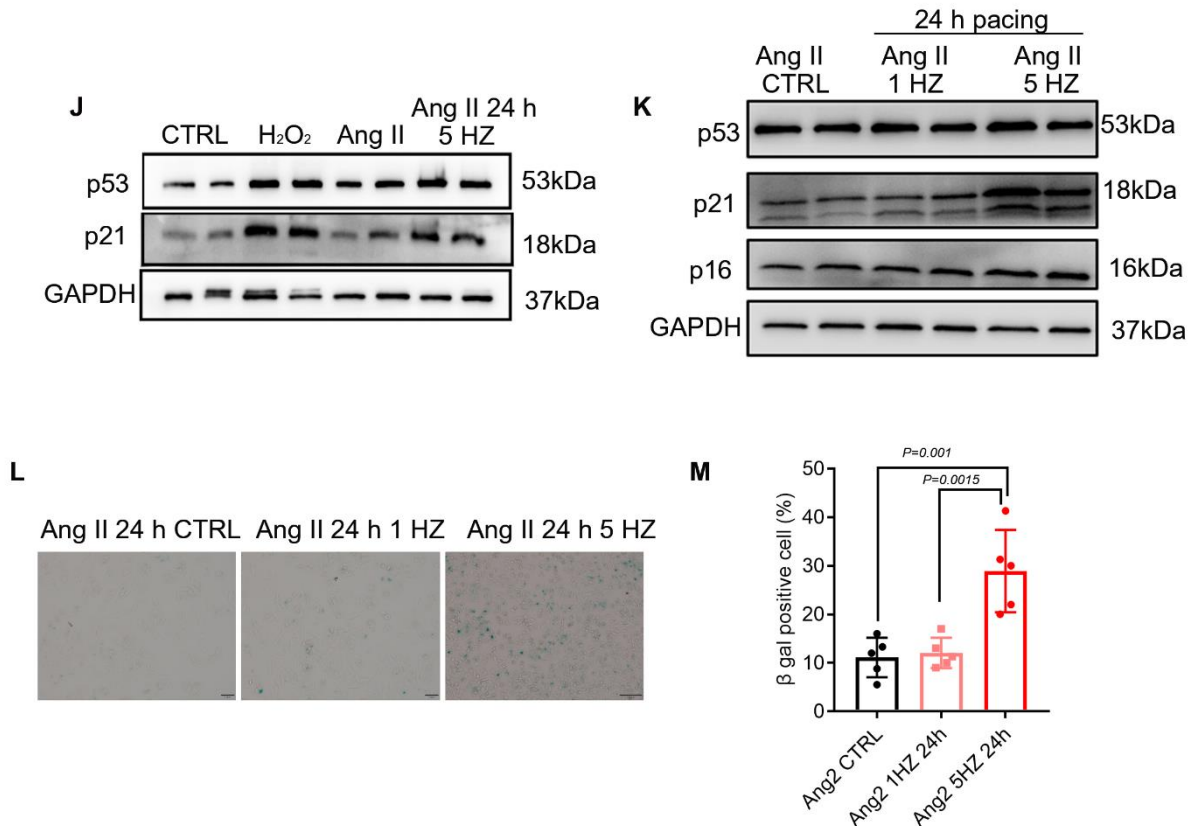 J
Ang II 24 h
CTRL H₂O₂ Ang II 5 HZ
p53 53kDa
p21 18kDa
GAPDH 37kDa
K
24 h pacing
Ang II Ang II Ang II
CTRL 1 HZ 5 HZ
p53 53kDa
p21 18kDa
p16 16kDa
GAPDH 37kDa
L
Ang II 24 h CTRL Ang II 24 h 1 HZ Ang II 24 h 5 HZ
M
P=0.001
P=0.0015
β gal positive cell (%)
50
40
30
20
10
0
Ang2 CTRL
Ang2 1HZ 24h
Ang2 5HZ 24h